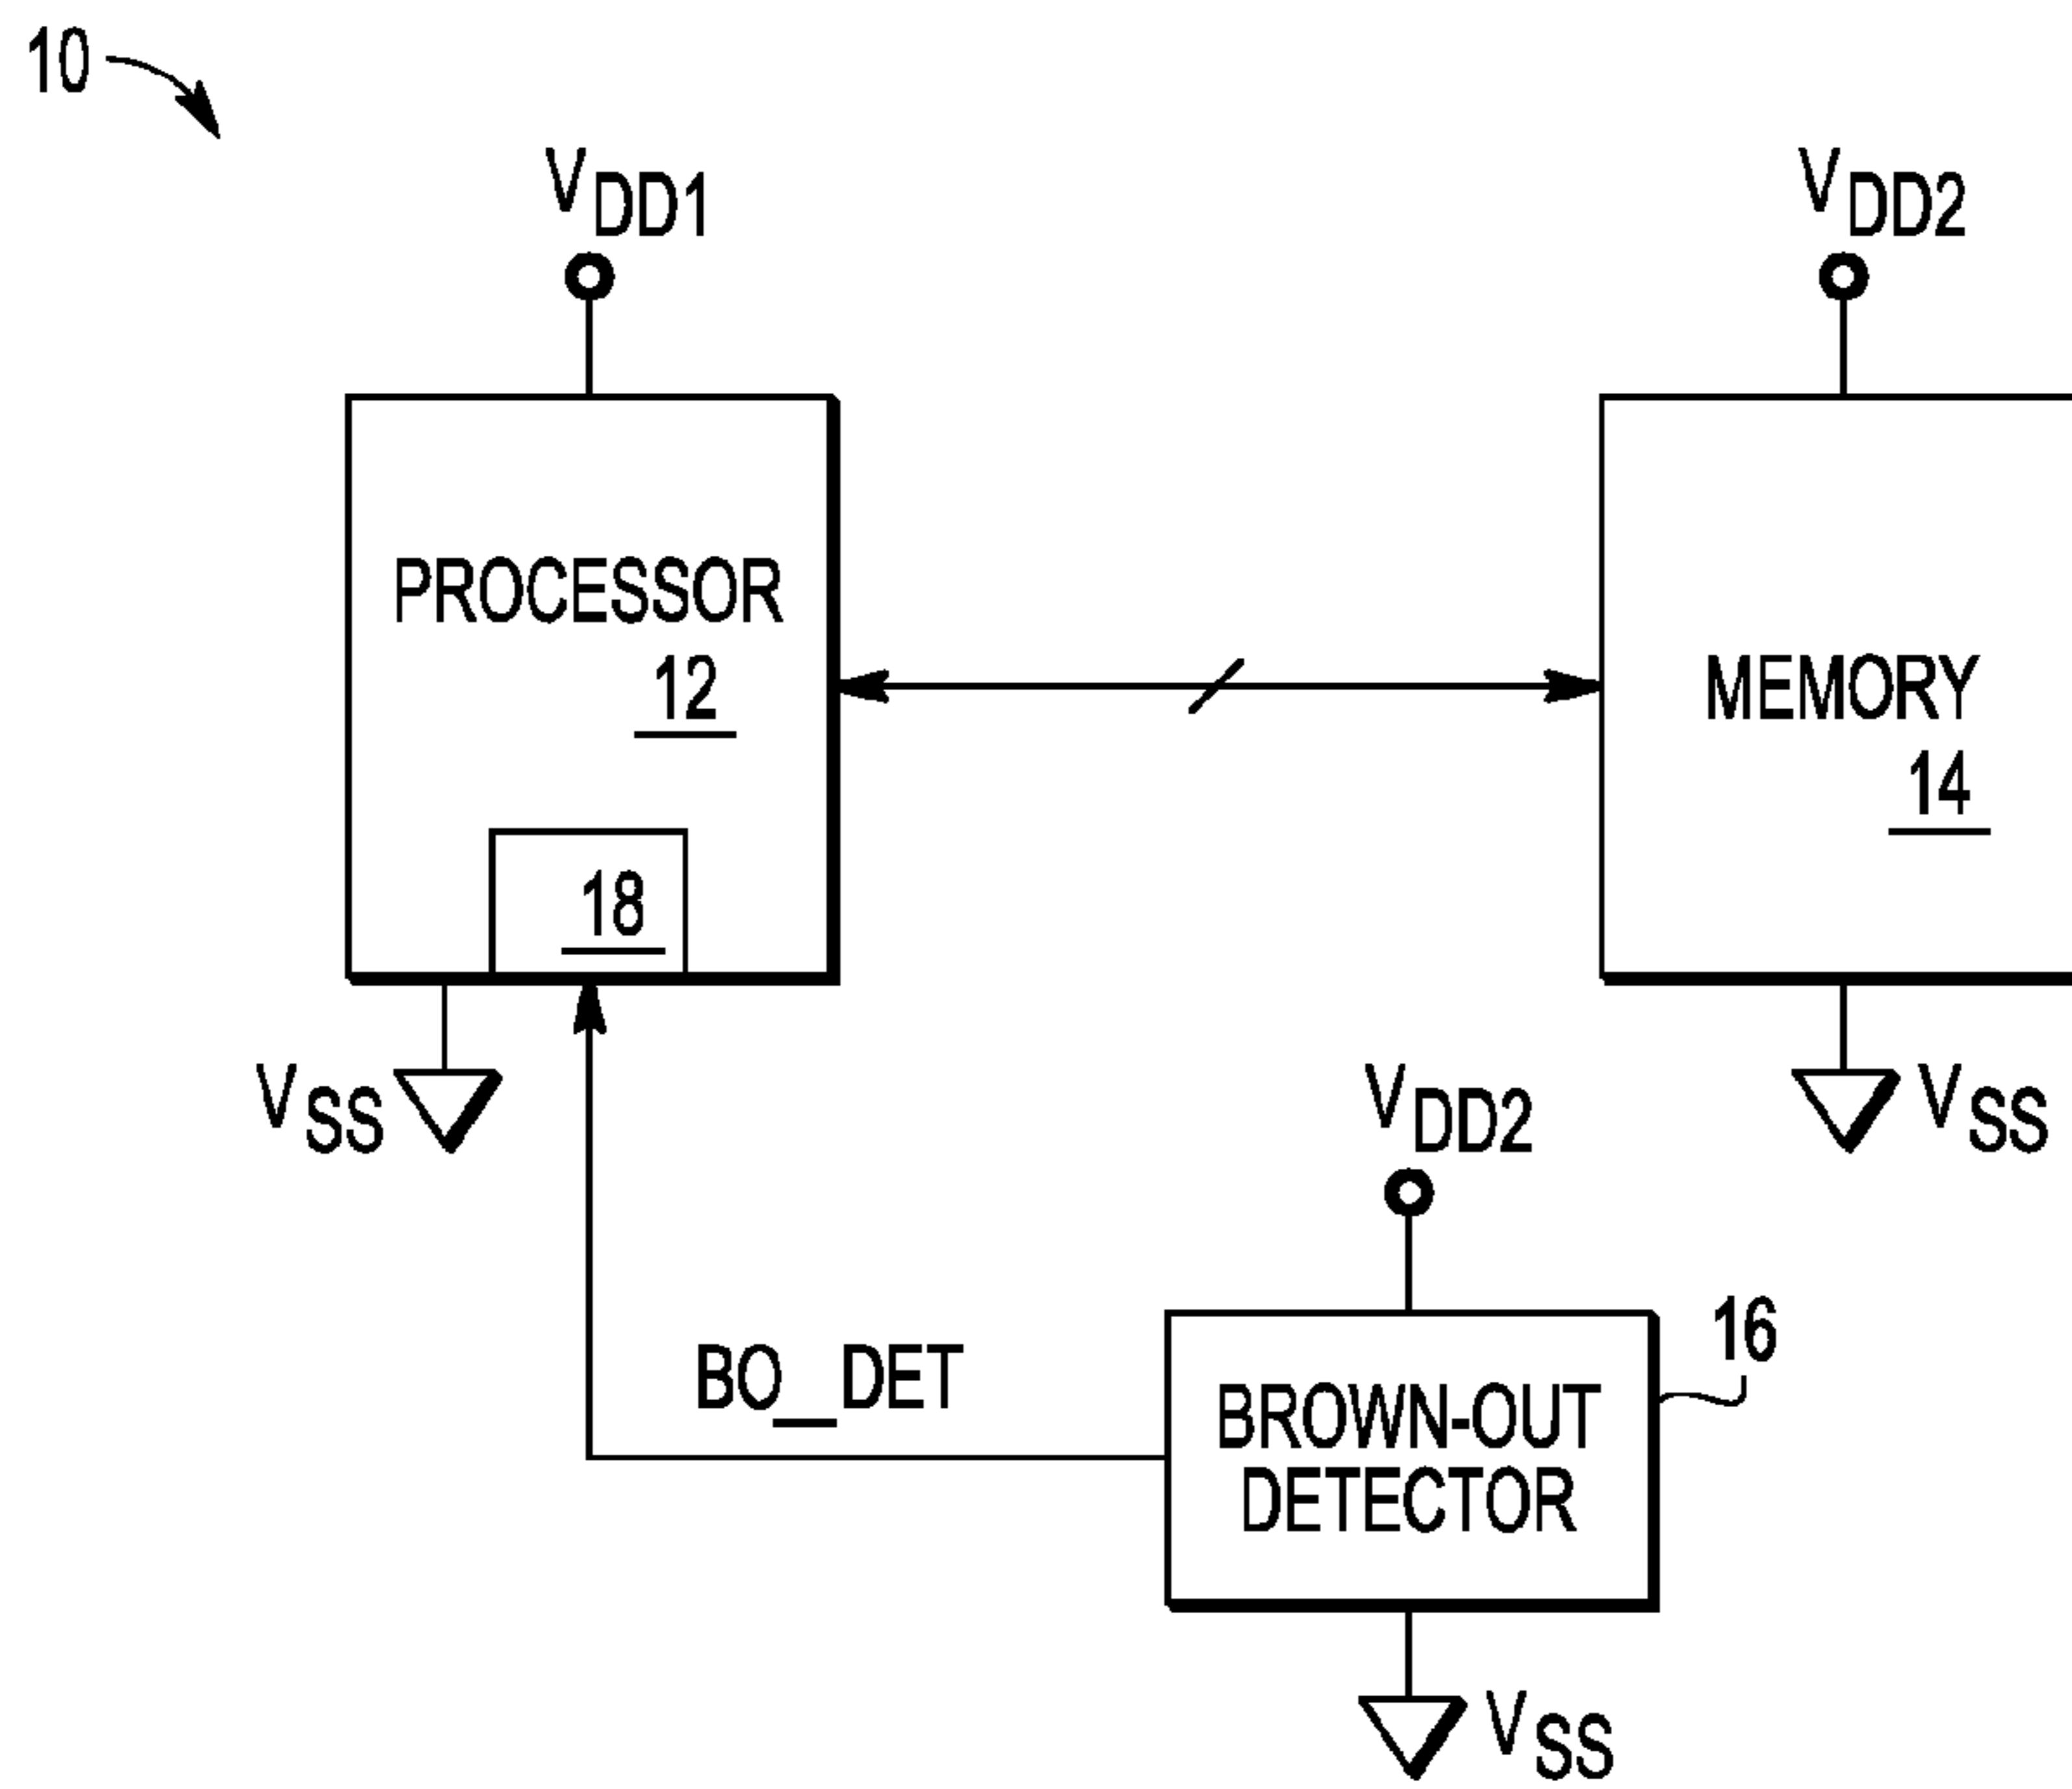 10
VDD1
VDD2
PROCESSOR
12
MEMORY
14
18
VSS
VDD2
VSS
BO_DET
BROWN-OUT
DETECTOR
16
VSS